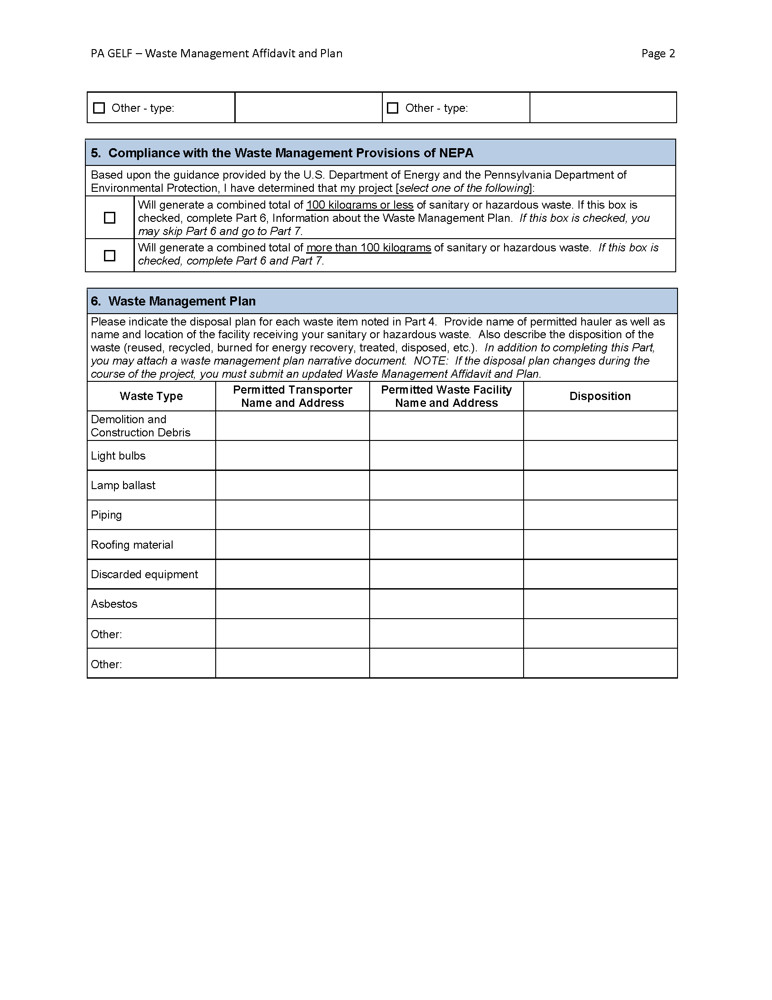 PA GELF – Waste Management Affidavit and Plan Page 2
Other - type: Other - type:
5. Compliance with the Waste Management Provisions of NEPA
Based upon the guidance provided by the U.S. Department of Energy and the Pennsylvania Department of
Environmental Protection, I have determined that my project [select one of the following]:
Will generate a combined total of 100 kilograms or less of sanitary or hazardous waste. If this box is
checked, complete Part 6, Information about the Waste Management Plan. If this box is checked, you
may skip Part 6 and go to Part 7.
Will generate a combined total of more than 100 kilograms of sanitary or hazardous waste. If this box is
checked, complete Part 6 and Part 7.
6. Waste Management Plan
Please indicate the disposal plan for each waste item noted in Part 4. Provide name of permitted hauler as well as
name and location of the facility receiving your sanitary or hazardous waste. Also describe the disposition of the
waste (reused, recycled, burned for energy recovery, treated, disposed, etc.). In addition to completing this Part,
you may attach a waste management plan narrative document. NOTE: If the disposal plan changes during the
course of the project, you must submit an updated Waste Management Affidavit and Plan.
Waste Type
Permitted Transporter
Name and Address
Permitted Waste Facility
Name and Address
Disposition
Demolition and
Construction Debris
Light bulbs
Lamp ballast
Piping
Roofing material
Discarded equipment
Asbestos
Other:
Other: